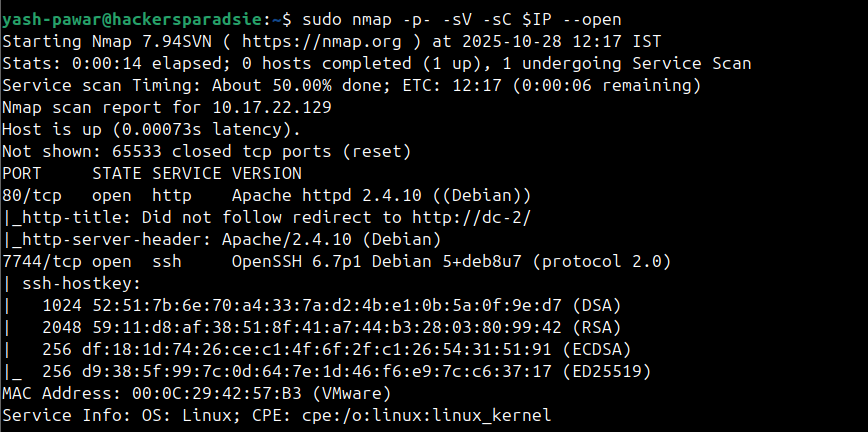 yash-pawar@hackersparadsie:~$ sudo nmap -p- -sV -sC $IP --open
Starting Nmap 7.94SVN ( https://nmap.org ) at 2025-10-28 12:17 IST
Stats: 0:00:14 elapsed; 0 hosts completed (1 up), 1 undergoing Service Scan
Service scan Timing: About 50.00% done; ETC: 12:17 (0:00:06 remaining)
Nmap scan report for 10.17.22.129
Host is up (0.00073s latency).
Not shown: 65533 closed tcp ports (reset)
PORT     STATE SERVICE VERSION
80/tcp   open  http    Apache httpd 2.4.10 ((Debian))
|_http-title: Did not follow redirect to http://dc-2/
|_http-server-header: Apache/2.4.10 (Debian)
7744/tcp open  ssh     OpenSSH 6.7p1 Debian 5+deb8u7 (protocol 2.0)
| ssh-hostkey:
|   1024 52:51:7b:6e:70:a4:33:7a:d2:4b:e1:0b:5a:0f:9e:d7 (DSA)
|   2048 59:11:d8:af:38:51:8f:41:a7:44:b3:28:03:80:99:42 (RSA)
|   256 df:18:1d:74:26:ce:c1:4f:6f:2f:c1:26:54:31:51:91 (ECDSA)
|_  256 d9:38:5f:99:7c:0d:64:7e:1d:46:f6:e9:7c:c6:37:17 (ED25519)
MAC Address: 00:0C:29:42:57:B3 (VMware)
Service Info: OS: Linux; CPE: cpe:/o:linux:linux_kernel